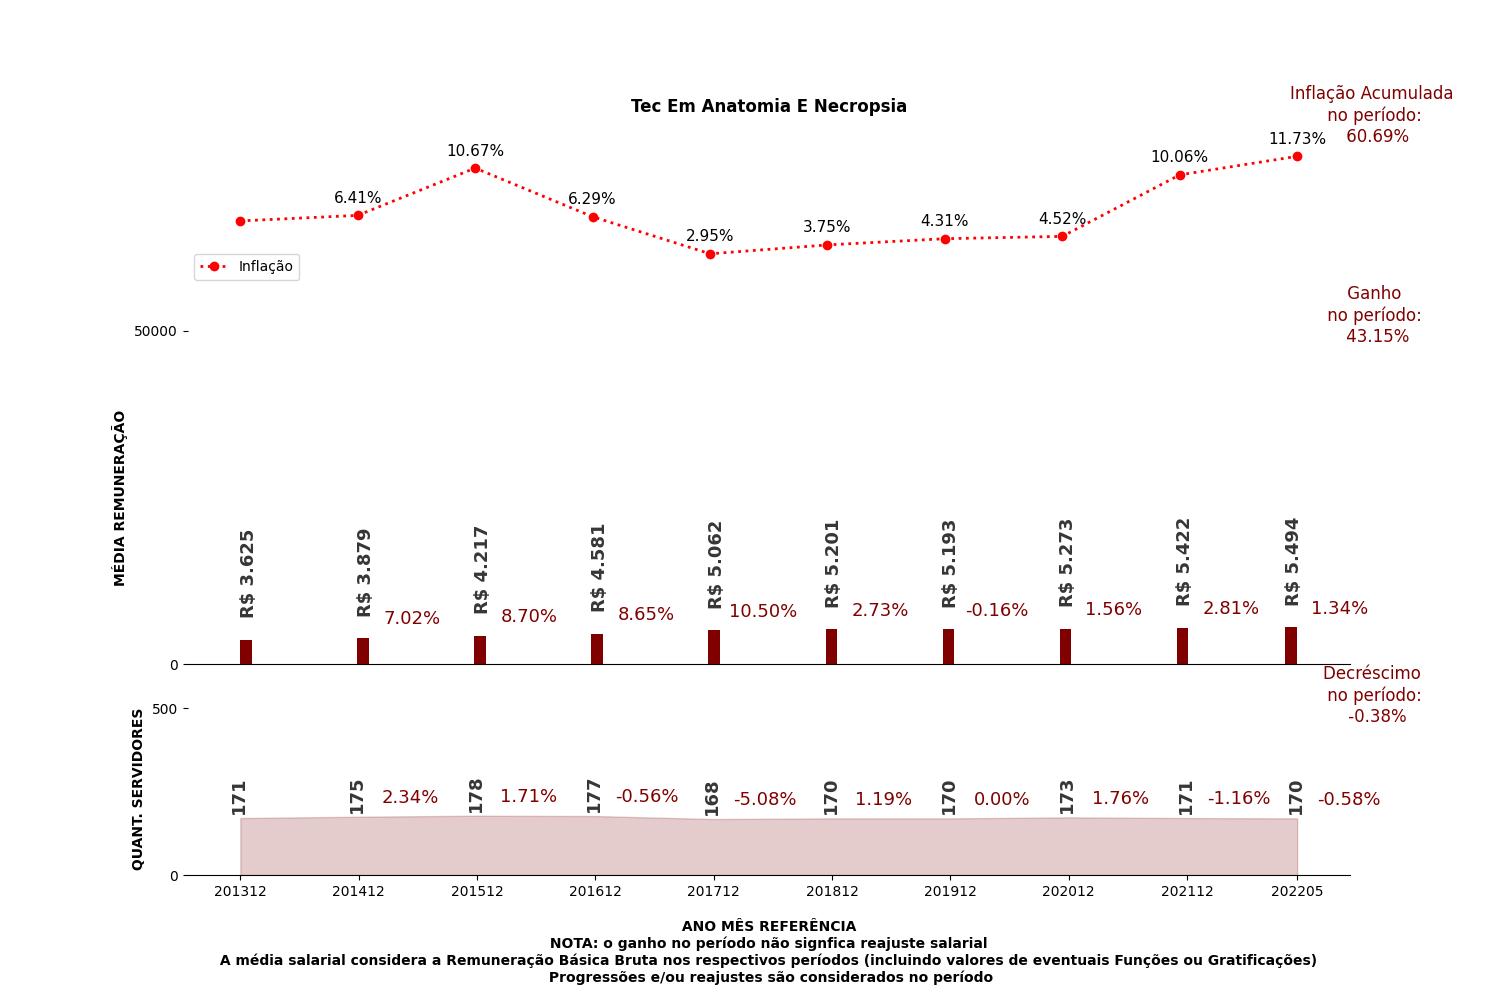 Tec Em Anatomia E Necropsia
Inflação Acumulada
no período:
60.69%
6.41%
10.67%
6.29%
2.95%
3.75%
4.31%
4.52%
10.06%
11.73%
Inflação
Ganho
no período:
43.15%
MÉDIA REMUNERAÇÃO
50000
0
R$ 3.625
R$ 3.879
R$ 4.217
R$ 4.581
R$ 5.062
R$ 5.201
R$ 5.193
R$ 5.273
R$ 5.422
R$ 5.494
7.02%
8.70%
8.65%
10.50%
2.73%
-0.16%
1.56%
2.81%
1.34%
Decréscimo
no período:
-0.38%
QUANT. SERVIDORES
500
0
171
175
178
177
168
170
170
173
171
170
2.34%
1.71%
-0.56%
-5.08%
1.19%
0.00%
1.76%
-1.16%
-0.58%
201312
201412
201512
201612
201712
201812
201912
202012
202112
202205
ANO MÊS REFERÊNCIA
NOTA: o ganho no período não signfica reajuste salarial
A média salarial considera a Remuneração Básica Bruta nos respectivos períodos (incluindo valores de eventuais Funções ou Gratificações)
Progressões e/ou reajustes são considerados no período